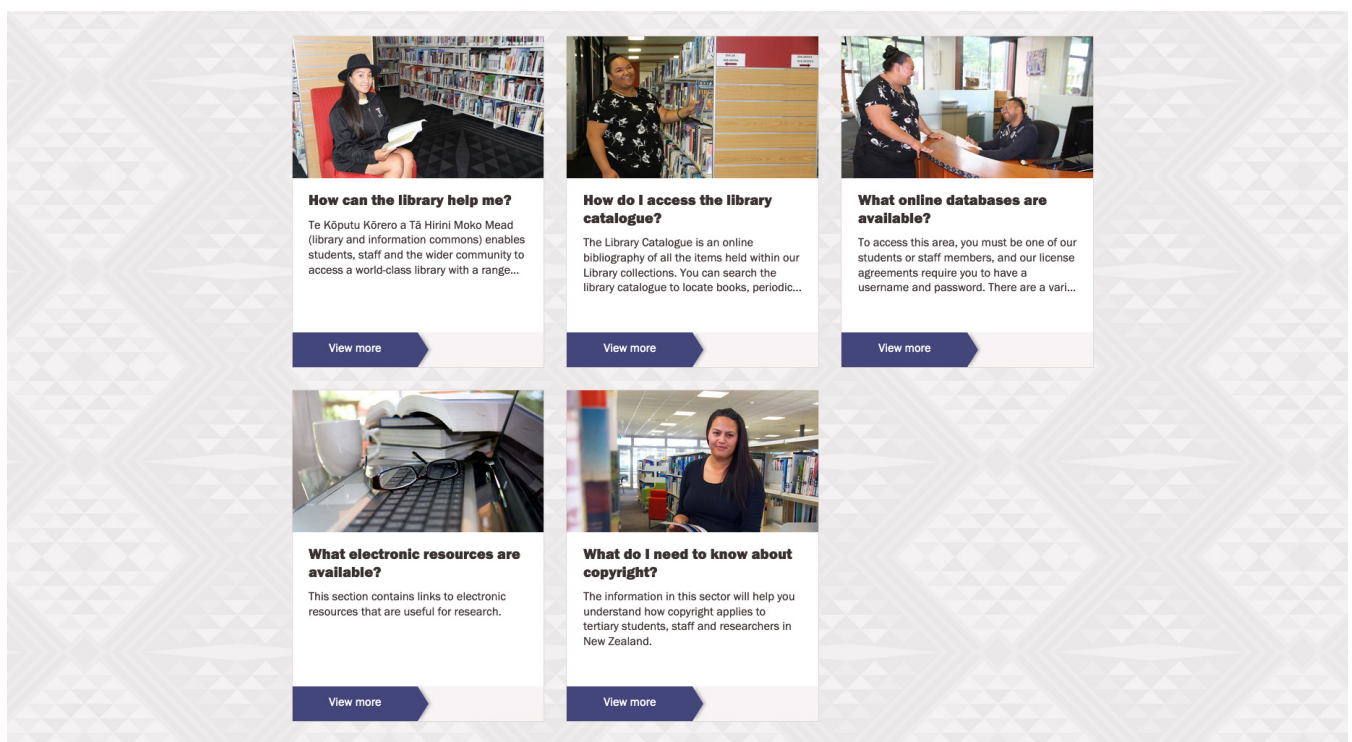 How can the library help me?
Te Kōputu Kōrero a Tā Hirini Moko Mead
(library and information commons) enables
students, staff and the wider community to
access a world-class library with a range...
View more
How do I access the library
catalogue?
The Library Catalogue is an online
bibliography of all the items held within our
Library collections. You can search the
library catalogue to locate books, periodic...
View more
What online databases are
available?
To access this area, you must be one of our
students or staff members, and our license
agreements require you to have a
username and password. There are a vari...
View more
What electronic resources are
available?
This section contains links to electronic
resources that are useful for research.
View more
What do I need to know about
copyright?
The information in this sector will help you
understand how copyright applies to
tertiary students, staff and researchers in
New Zealand.
View more